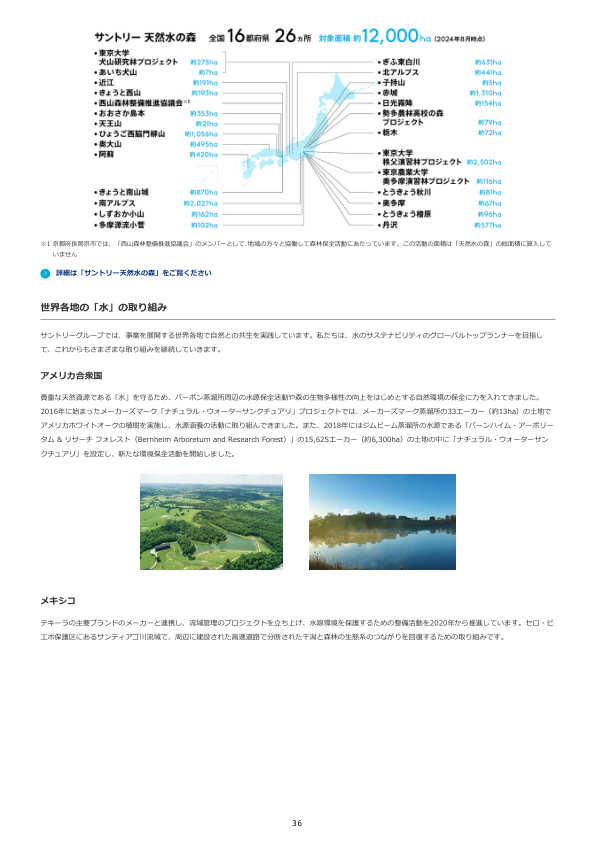 サントリー 天然水の森 全国16都府県 26ヵ所 対象面積 約12,000ha（2024年8月時点）
• 東京大学
犬山研究林プロジェクト 約275ha
• あいち犬山 約7ha
• 近江 約191ha
• きょうと西山 約193ha
• 西山森林整備推進協議会※1
• おおさか島本 約353ha
• 天王山 約21ha
• ひょうご西脇門柳山 約1,056ha
• 奥大山 約495ha
• 阿蘇 約420ha
• きょうと南山城 約870ha
• 南アルプス 約2,027ha
• しずおか小山 約162ha
• 多摩源流小菅 約102ha
• ぎふ東白川 約631ha
• 北アルプス 約441ha
• 子持山 約5ha
• 赤城 約1,310ha
• 日光霧降 約154ha
• 勢多農林高校の森
プロジェクト 約79ha
• 栃木 約72ha
• 東京大学
秩父演習林プロジェクト 約2,502ha
• 東京農業大学
奥多摩演習林プロジェクト 約116ha
• とうきょう秋川 約81ha
• 奥多摩 約67ha
• とうきょう檜原 約96ha
• 丹沢 約577ha
※1 京都府長岡京市では、「西山森林整備推進協議会」のメンバーとして､地域の方々と協働して森林保全活動にあたっています。この活動の面積は「天然水の森」の総面積に算入して
いません
詳細は「サントリー天然水の森」をご覧ください
世界各地の「水」の取り組み
サントリーグループでは、事業を展開する世界各地で自然との共生を実践しています。私たちは、水のサステナビリティのグローバルトップランナーを目指し
て、これからもさまざまな取り組みを継続していきます。
アメリカ合衆国
貴重な天然資源である「水」を守るため、バーボン蒸溜所周辺の水源保全活動や森の生物多様性の向上をはじめとする自然環境の保全に力を入れてきました。
2016年に始まったメーカーズマーク「ナチュラル・ウォーターサンクチュアリ」プロジェクトでは、メーカーズマーク蒸溜所の33エーカー（約13ha）の土地で
アメリカホワイトオークの植樹を実施し、水源涵養の活動に取り組んできました。また、2018年にはジムビーム蒸溜所の水源である「バーンハイム・アーボリー
タム & リサーチ フォレスト（Bernheim Arboretum and Research Forest）」の15,625エーカー（約6,300ha）の土地の中に「ナチュラル・ウォーターサン
クチュアリ」を設定し、新たな環境保全活動を開始しました。
メキシコ
テキーラの主要ブランドのメーカーと連携し、流域管理のプロジェクトを立ち上げ、水源環境を保護するための整備活動を2020年から推進しています。セロ・ビ
エホ保護区にあるサンティアゴ川流域で、周辺に建設された高速道路で分断された干潟と森林の生態系のつながりを回復するための取り組みです。
36